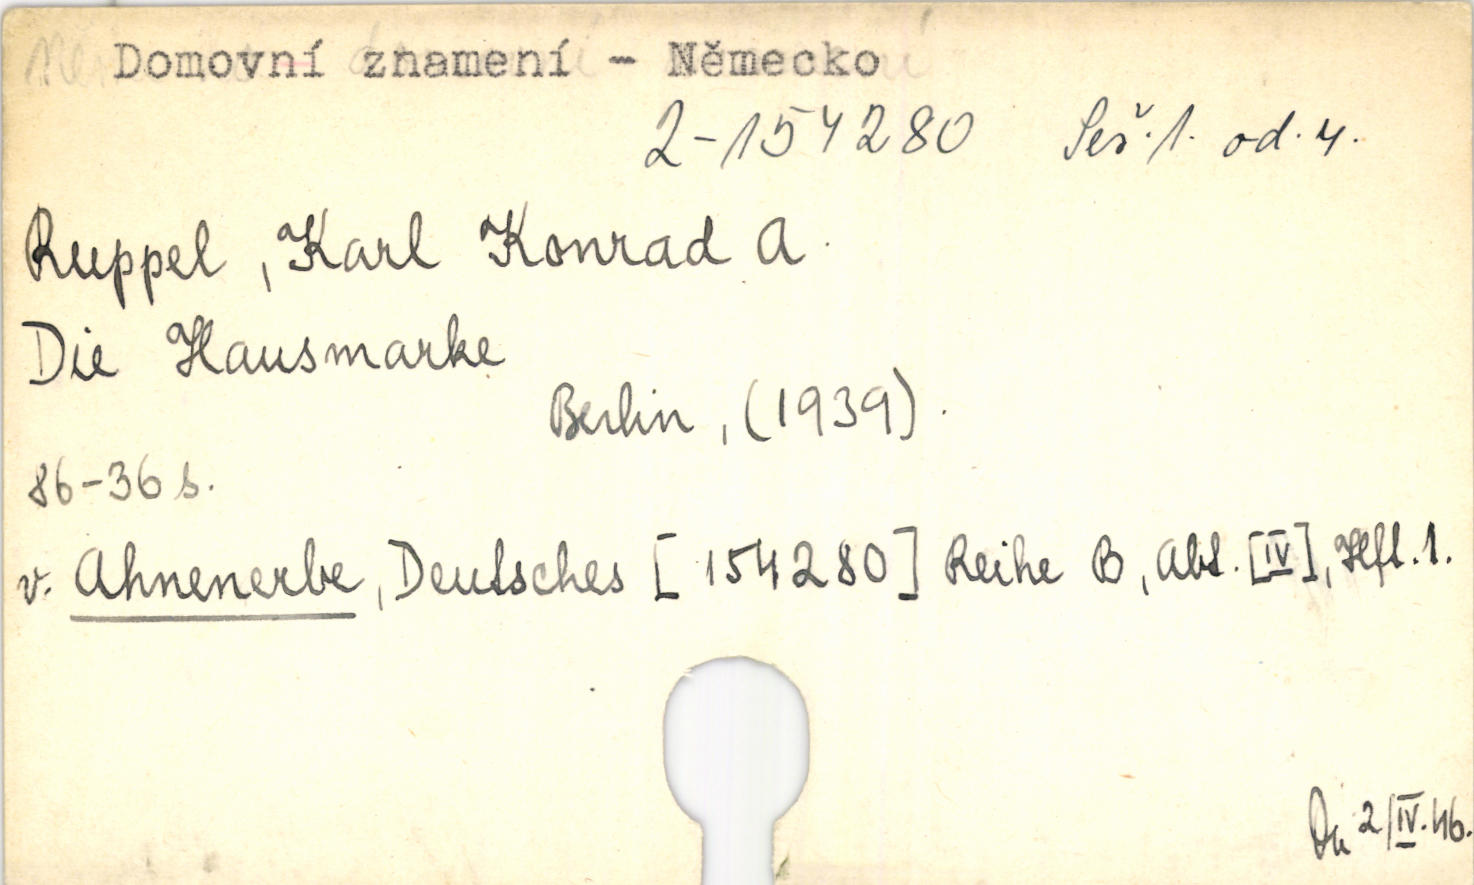 Domovní znamení - Německo
2-154280 Seš. 1. od. 4.
Ruppel, Karl Konrad A.
Die Hausmarke
Berlin, (1939).
86-36 s.
v. Ahnenerbe, Deutsches [154280] Reihe B, Abt. [IV], Heft. 1.
2/IV.46.